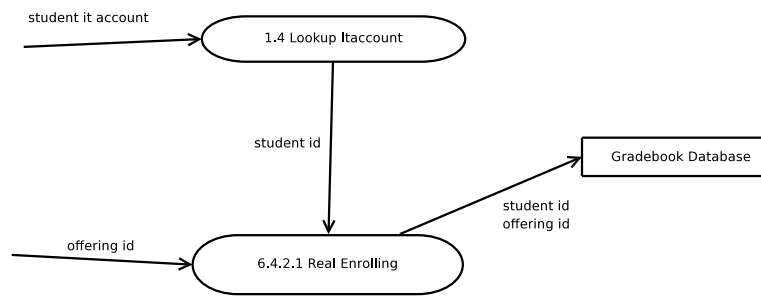 student it account
1.4 Lookup Itaccount
student id
Gradebook Database
student id
offering id
offering id
6.4.2.1 Real Enrolling